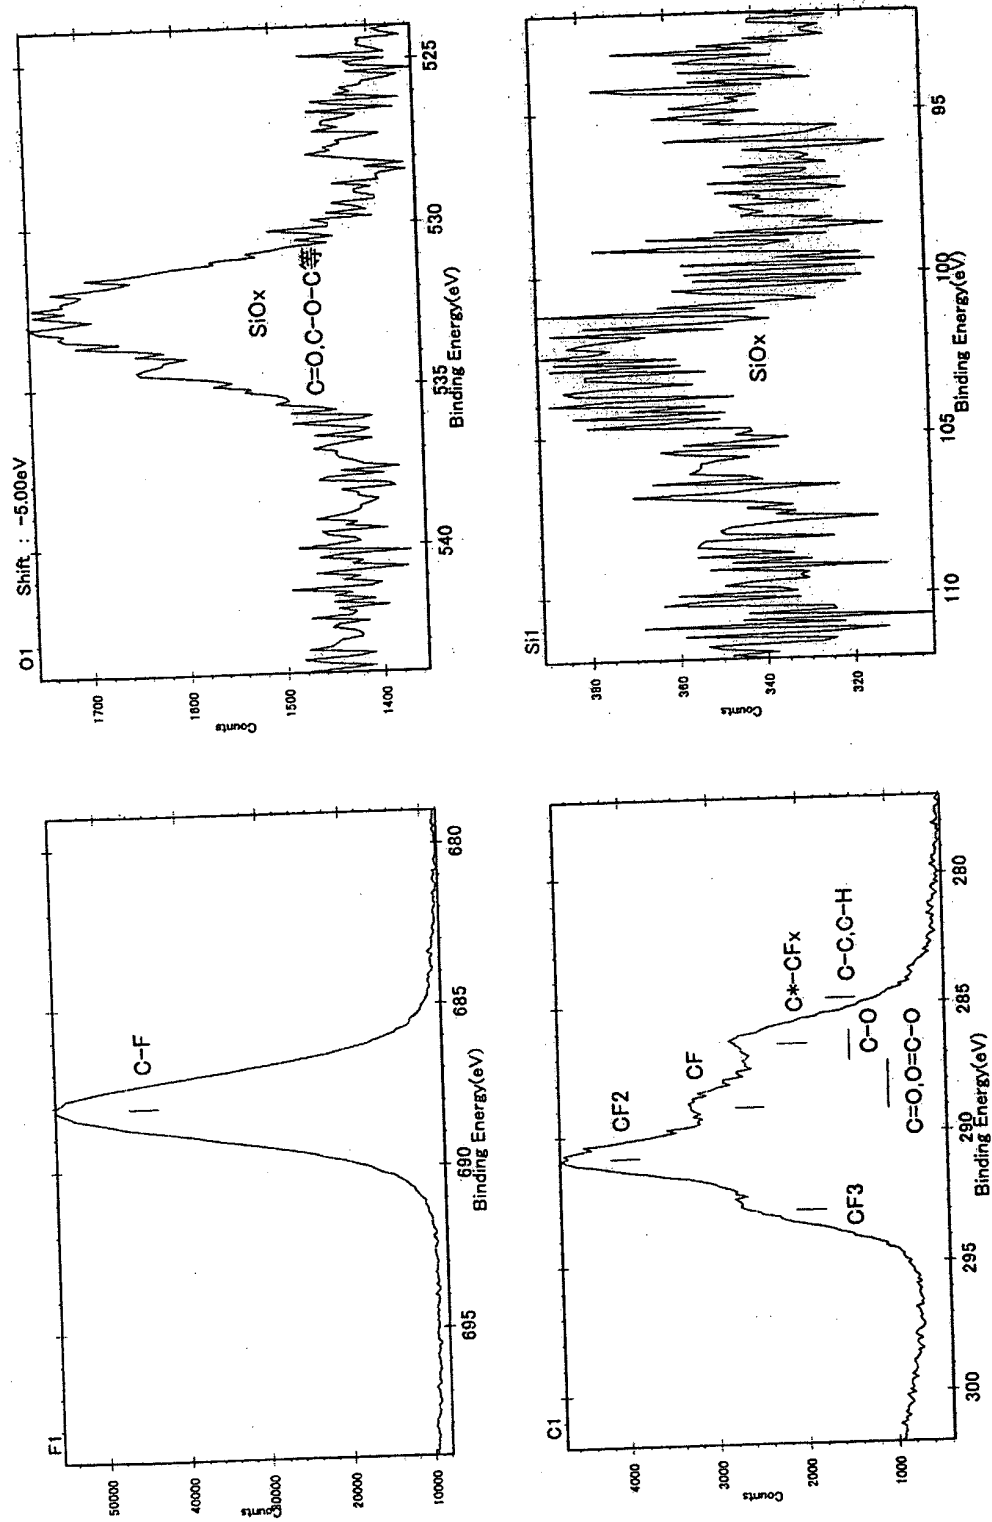 F1
C-F
50000
40000
30000
20000
10000
Counts
695
690
685
680
Binding Energy(eV)
Shift : -5.00eV
O1
SiOx
C=O,C-O-C等
1700
1600
1500
1400
Counts
540
535
530
525
Binding Energy(eV)
C1
CF3
CF2
CF
C*-CFx
C-C,C-H
C-O
C=O,O=C-O
4000
3000
2000
1000
Counts
300
295
290
285
280
Binding Energy(eV)
Si1
SiOx
380
360
340
320
Counts
110
105
100
95
Binding Energy(eV)